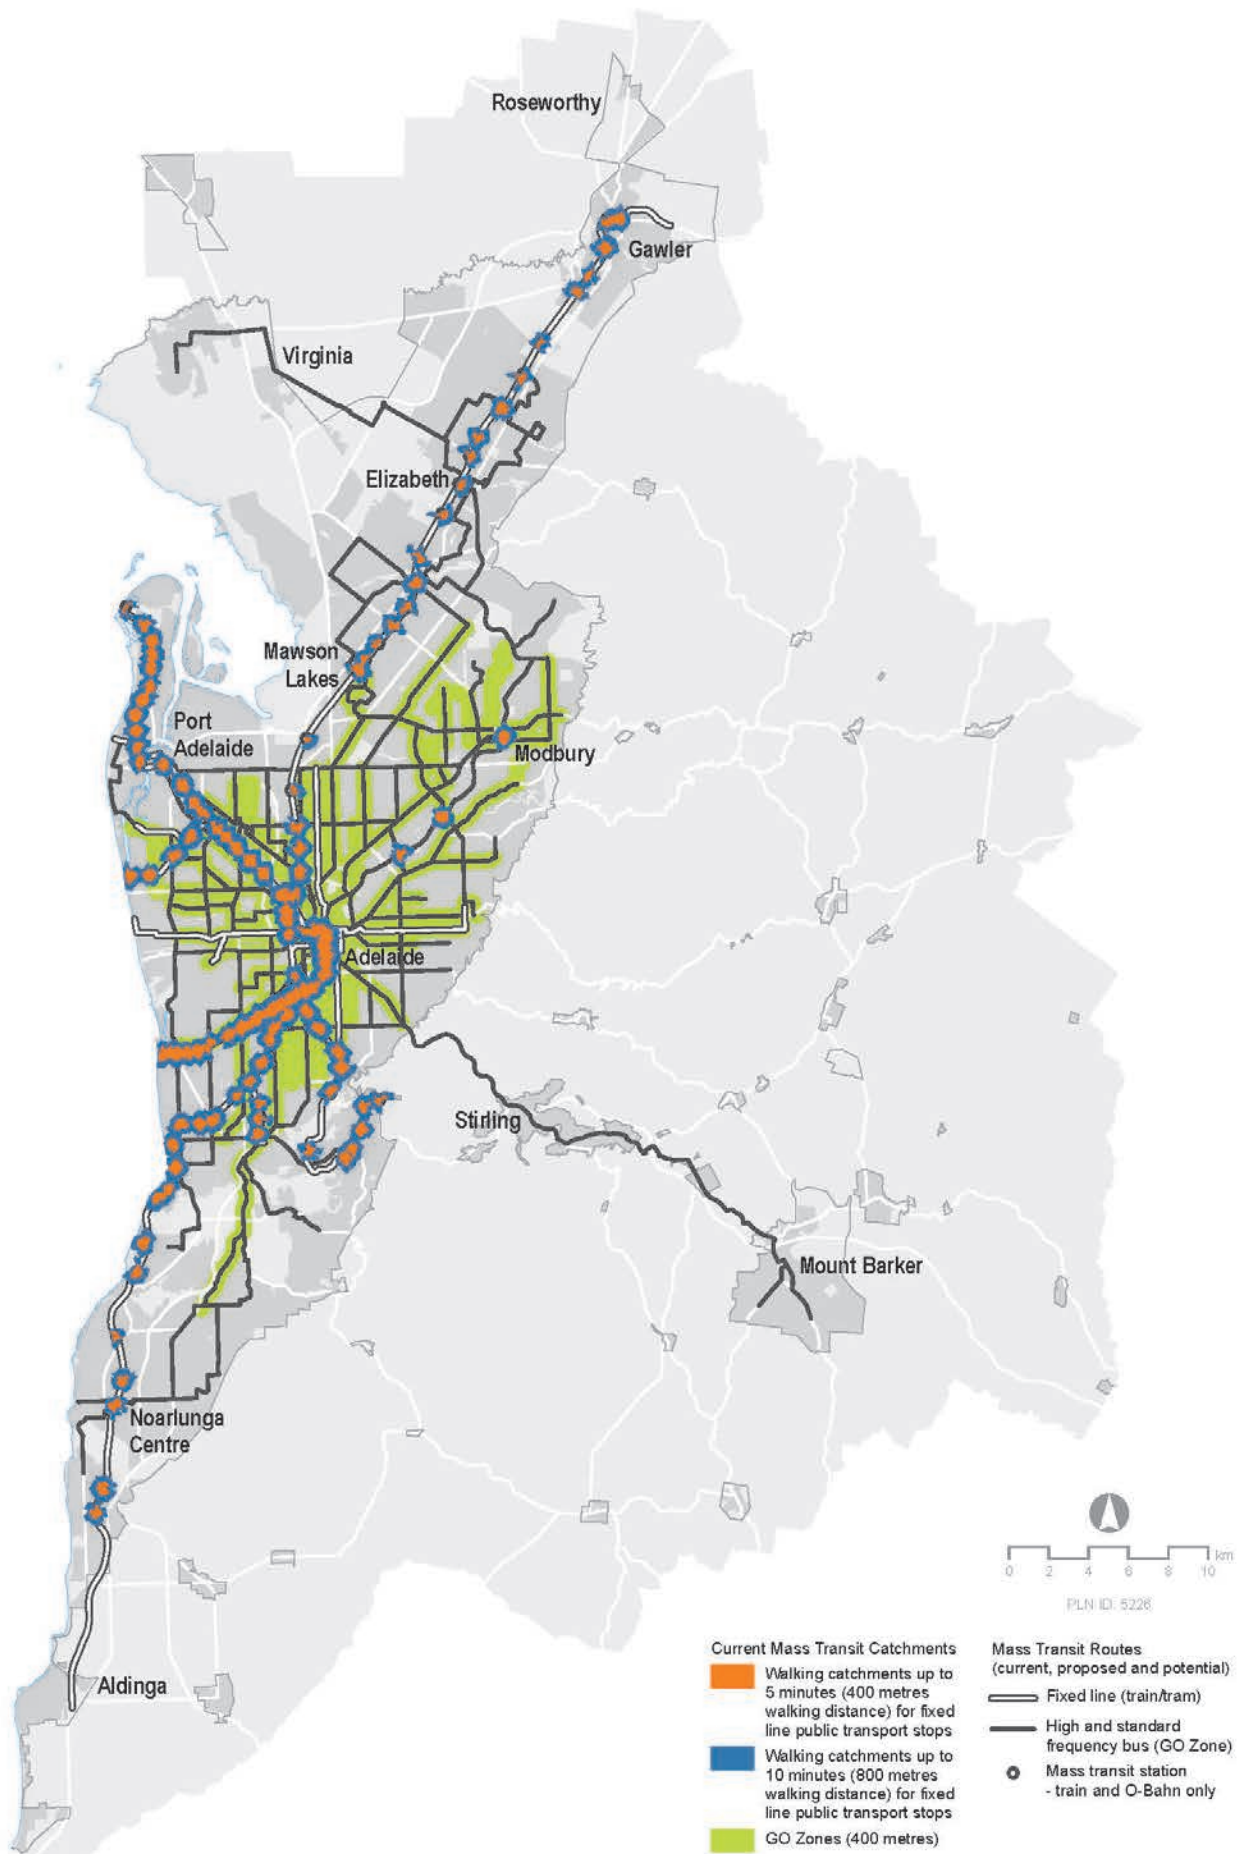 Roseworthy
Gawler
Virginia
Elizabeth
Mawson
Lakes
Port
Adelaide
Modbury
Adelaide
Stirling
Mount Barker
Noarlunga
Centre
Aldinga
km
0 2 4 6 8 10
PLN ID: 5226
Current Mass Transit Catchments
Walking catchments up to
5 minutes (400 metres
walking distance) for fixed
line public transport stops
Walking catchments up to
10 minutes (800 metres
walking distance) for fixed
line public transport stops
GO Zones (400 metres)
Mass Transit Routes
(current, proposed and potential)
Fixed line (train/tram)
High and standard
frequency bus (GO Zone)
Mass transit station
- train and O-Bahn only